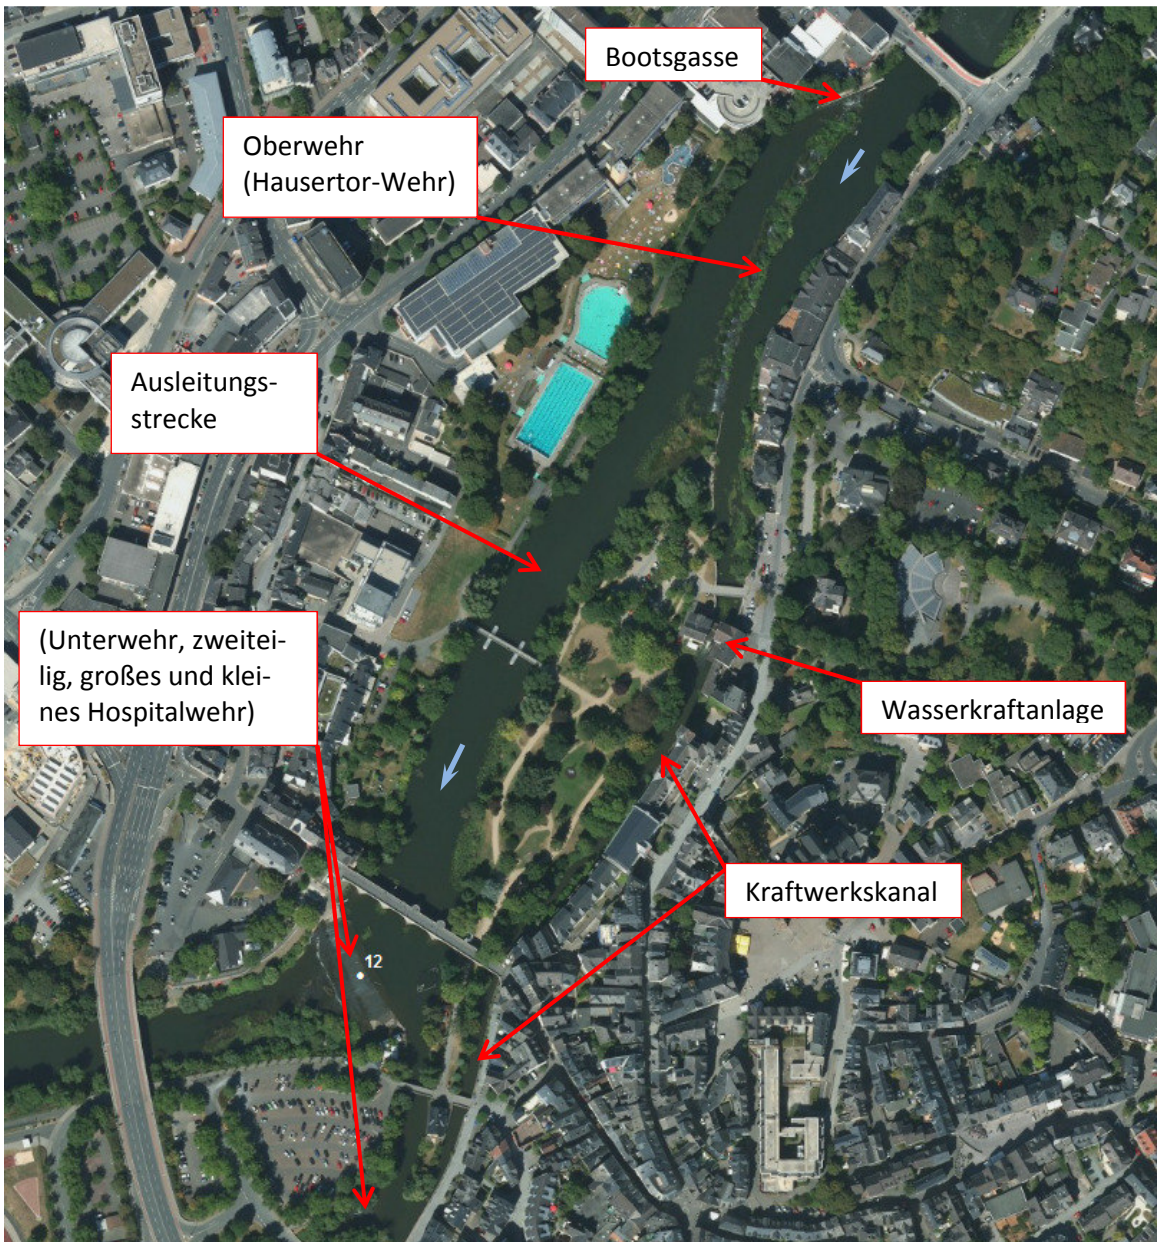 Bootsgasse
Oberwehr
(Hausertor-Wehr)
Ausleitungs-
strecke
(Unterwehr, zweitei-
lig, großes und klei-
nes Hospitalwehr)
Wasserkraftanlage
Kraftwerkskanal
12